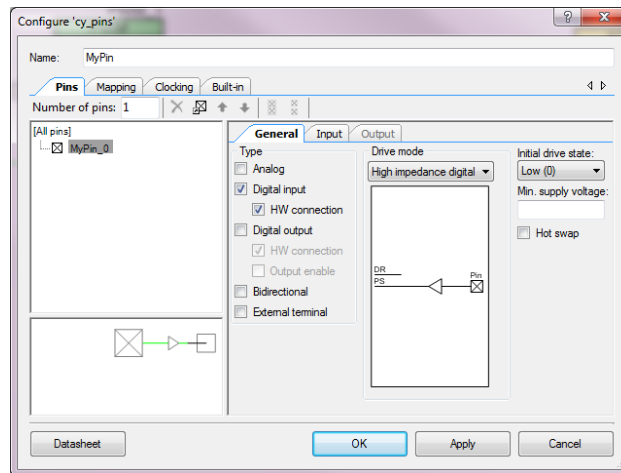 Configure 'cy_pins'
Name: MyPin
Pins Mapping Clocking Built-in
Number of pins: 1
[All pins]
MyPin_0
General Input Output
Type
Analog
Digital input
HW connection
Digital output
HW connection
Output enable
Bidirectional
External terminal
Drive mode
High impedance digital
DR
PS
Pin
Initial drive state:
Low (0)
Min. supply voltage:
Hot swap
Datasheet OK Apply Cancel